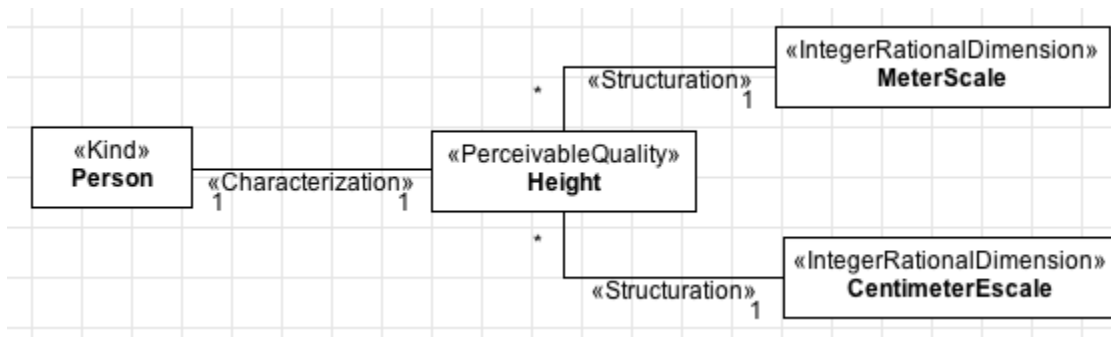 «IntegerRationalDimension»
MeterScale
«Structuration»
*
1
«Kind»
Person
«Characterization»
1
1
«PerceivableQuality»
Height
*
«Structuration»
1
«IntegerRationalDimension»
CentimeterEscale